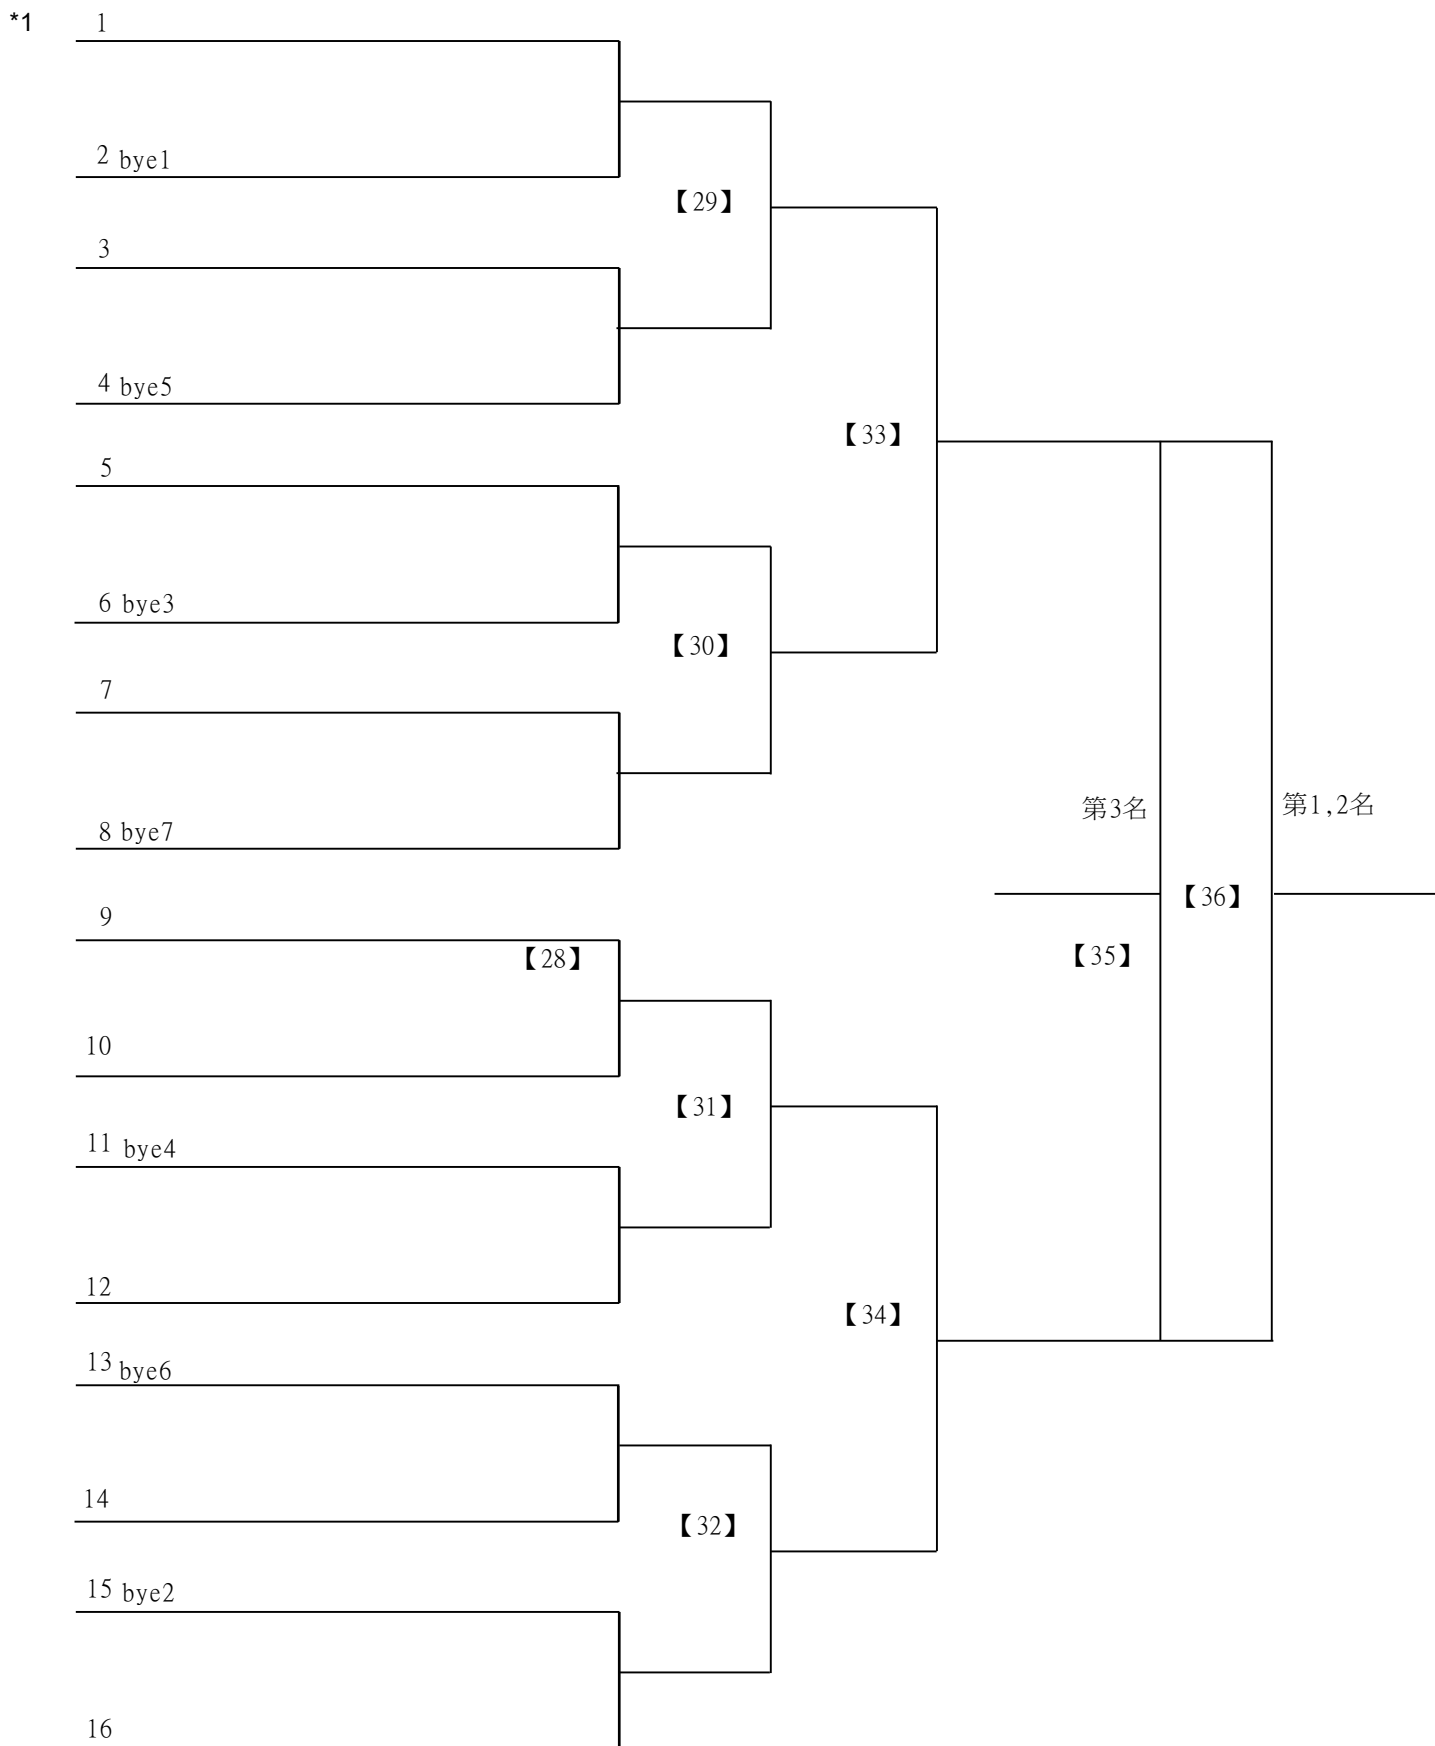 *1
1
2 bye1
【29】
3
4 bye5
【33】
5
6 bye3
【30】
7
第3名
第1,2名
8 bye7
【36】
9
【28】
【35】
10
【31】
11 bye4
12
【34】
13 bye6
14
【32】
15 bye2
16